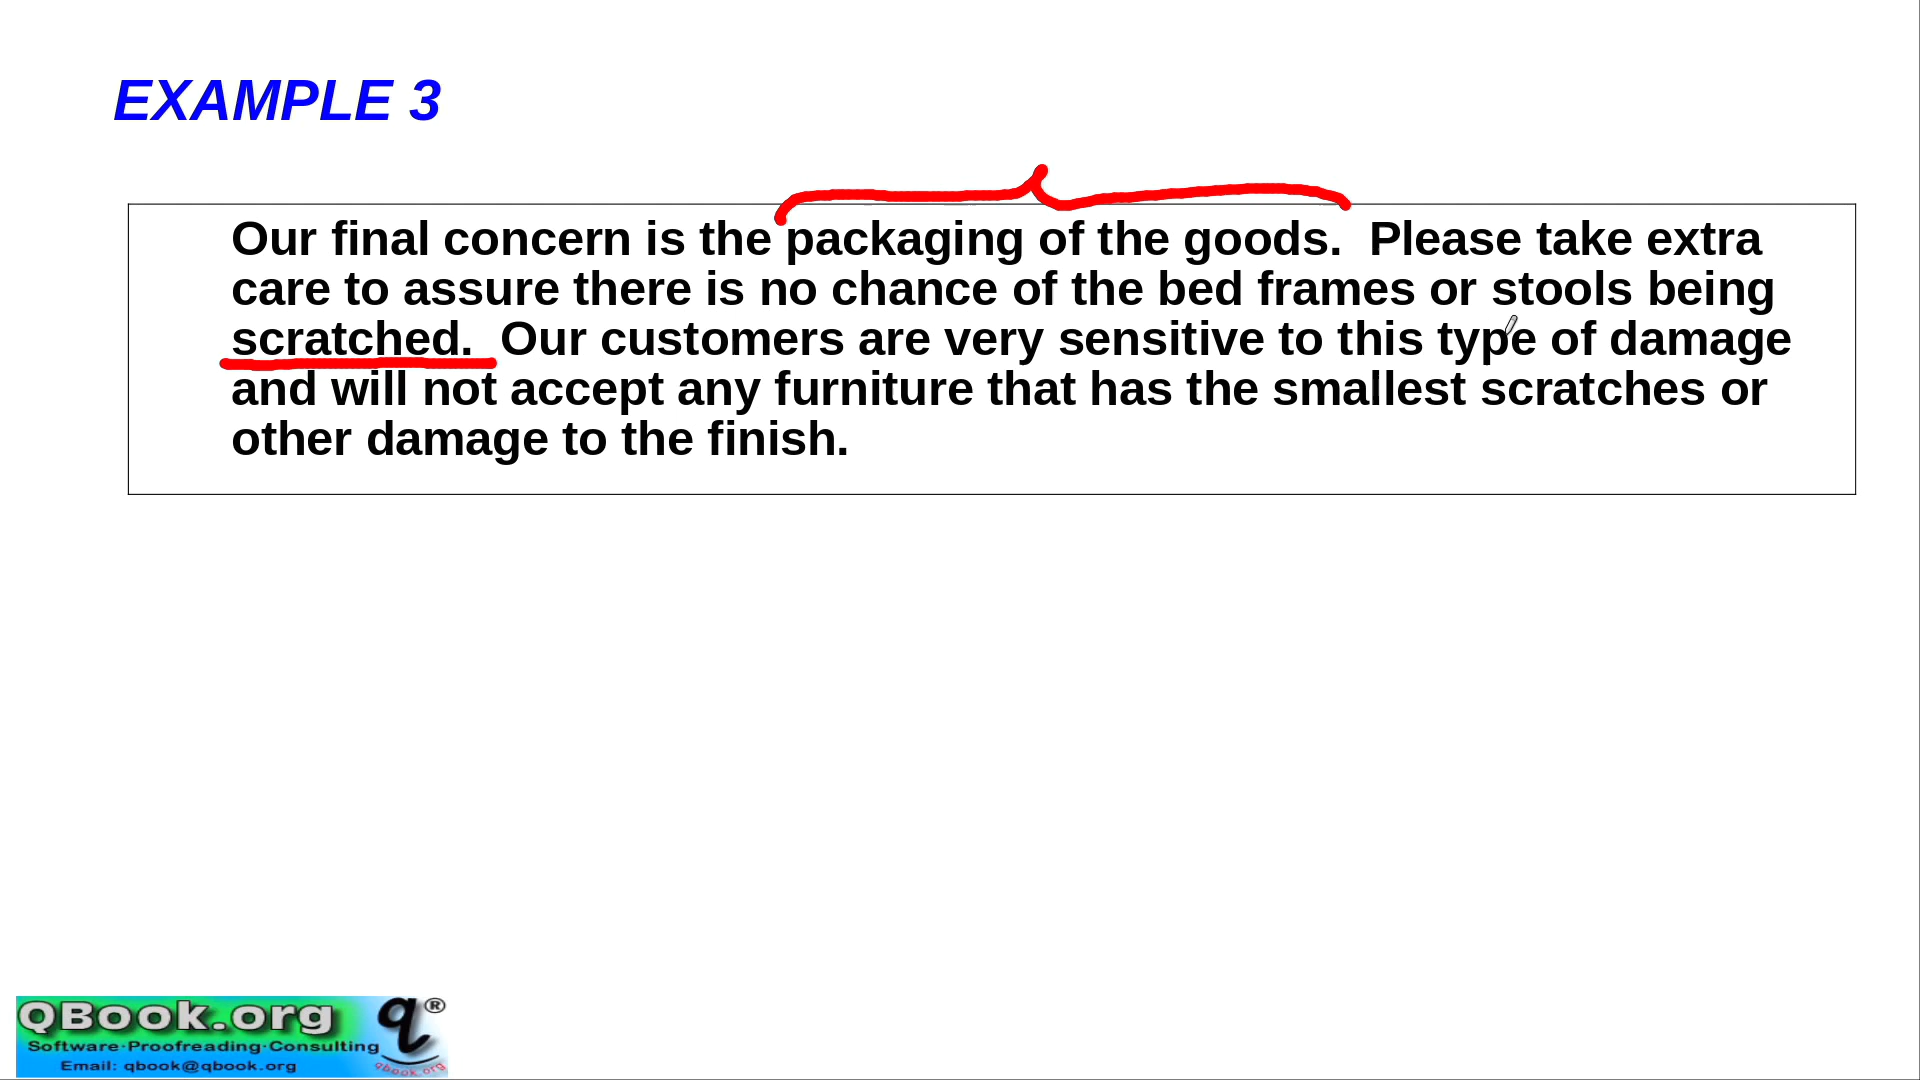 EXAMPLE 3
Our final concern is the packaging of the goods.  Please take extra
care to assure there is no chance of the bed frames or stools being
scratched.  Our customers are very sensitive to this type of damage
and will not accept any furniture that has the smallest scratches or
other damage to the finish.
QBook.org
q®
Software·Proofreading·Consulting
Email: qbook@qbook.org
qbook.org